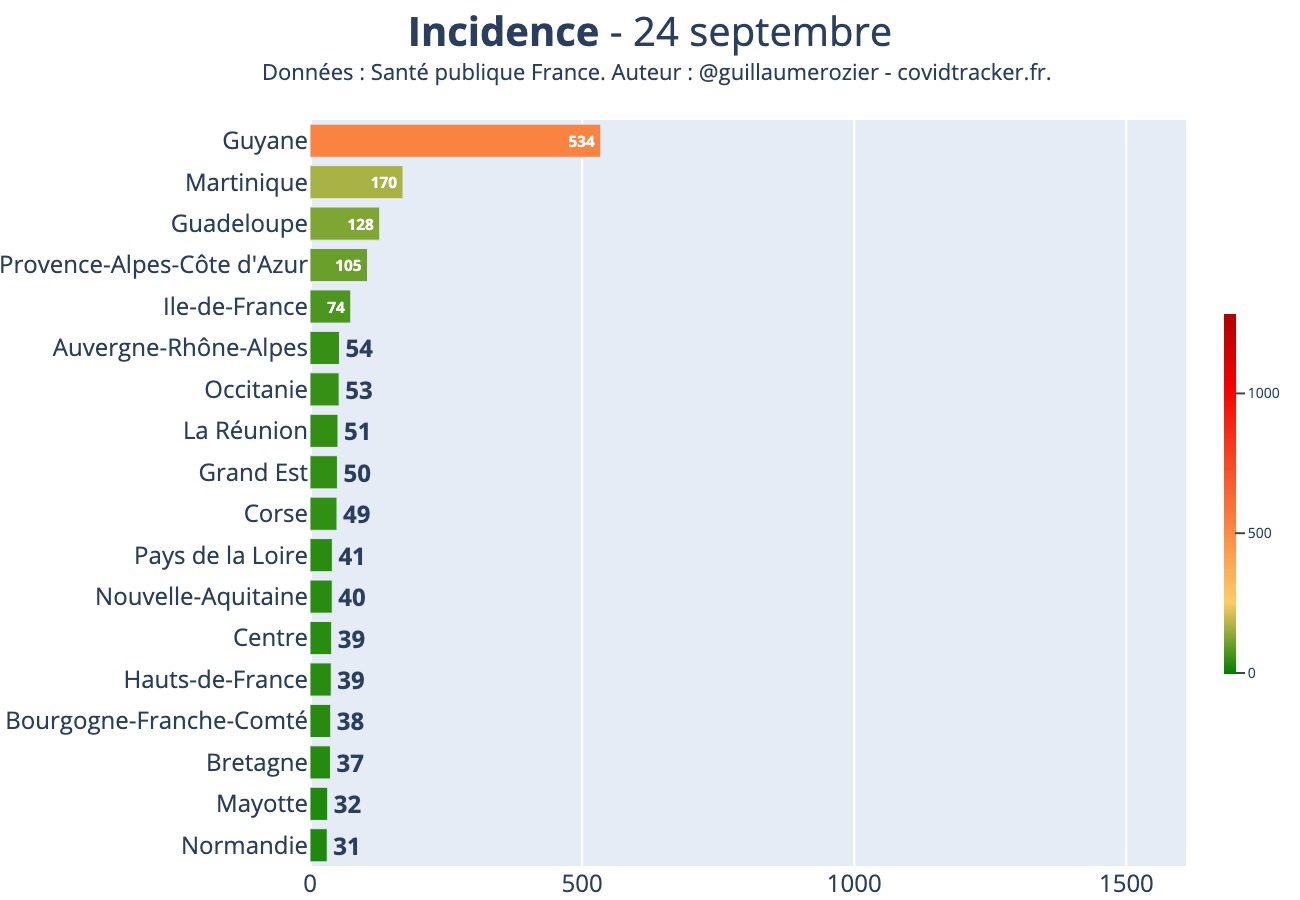 Incidence - 24 septembre
Données : Santé publique France. Auteur : @guillaumerozier - covidtracker.fr.
Guyane 534
Martinique 170
Guadeloupe 128
Provence-Alpes-Côte d'Azur 105
Ile-de-France 74
Auvergne-Rhône-Alpes 54
Occitanie 53
La Réunion 51
Grand Est 50
Corse 49
Pays de la Loire 41
Nouvelle-Aquitaine 40
Centre 39
Hauts-de-France 39
Bourgogne-Franche-Comté 38
Bretagne 37
Mayotte 32
Normandie 31
0 500 1000 1500
1000
500
0